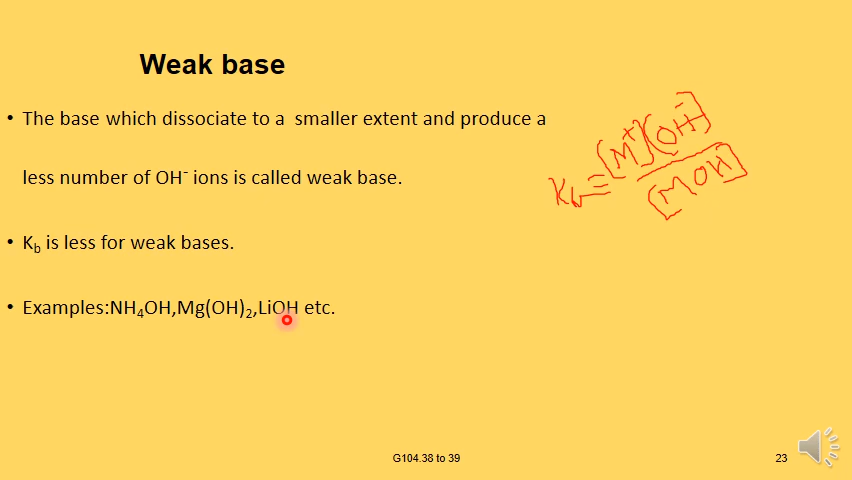 Weak base
• The base which dissociate to a smaller extent and produce a
less number of OH⁻ ions is called weak base.
• K_b is less for weak bases.
• Examples:NH₄OH,Mg(OH)₂,LiOH etc.
K_b = [M⁺][OH⁻]
[MOH]
G104.38 to 39
23